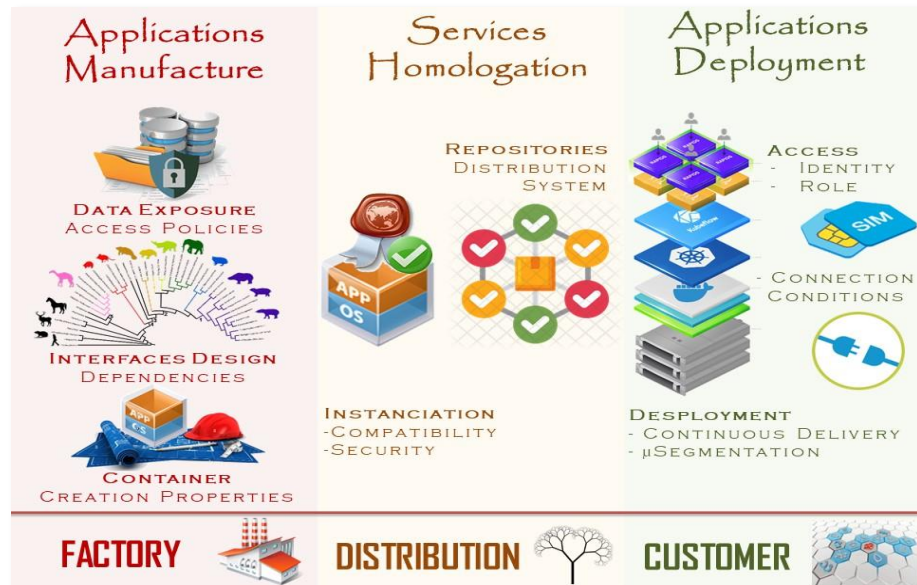 Applications
Manufacture
DATA EXPOSURE
ACCESS POLICIES
INTERFACES DESIGN
DEPENDENCIES
APP
OS
CONTAINER
CREATION PROPERTIES
Services
Homologation
REPOSITORIES
DISTRIBUTION
SYSTEM
APP
OS
INSTANCIATION
-COMPATIBILITY
-SECURITY
Applications
Deployment
ACCESS
- IDENTITY
- ROLE
Kubeflow
SIM
- CONNECTION
CONDITIONS
DESPLOYMENT
- CONTINUOUS DELIVERY
- µSEGMENTATION
FACTORY
DISTRIBUTION
CUSTOMER